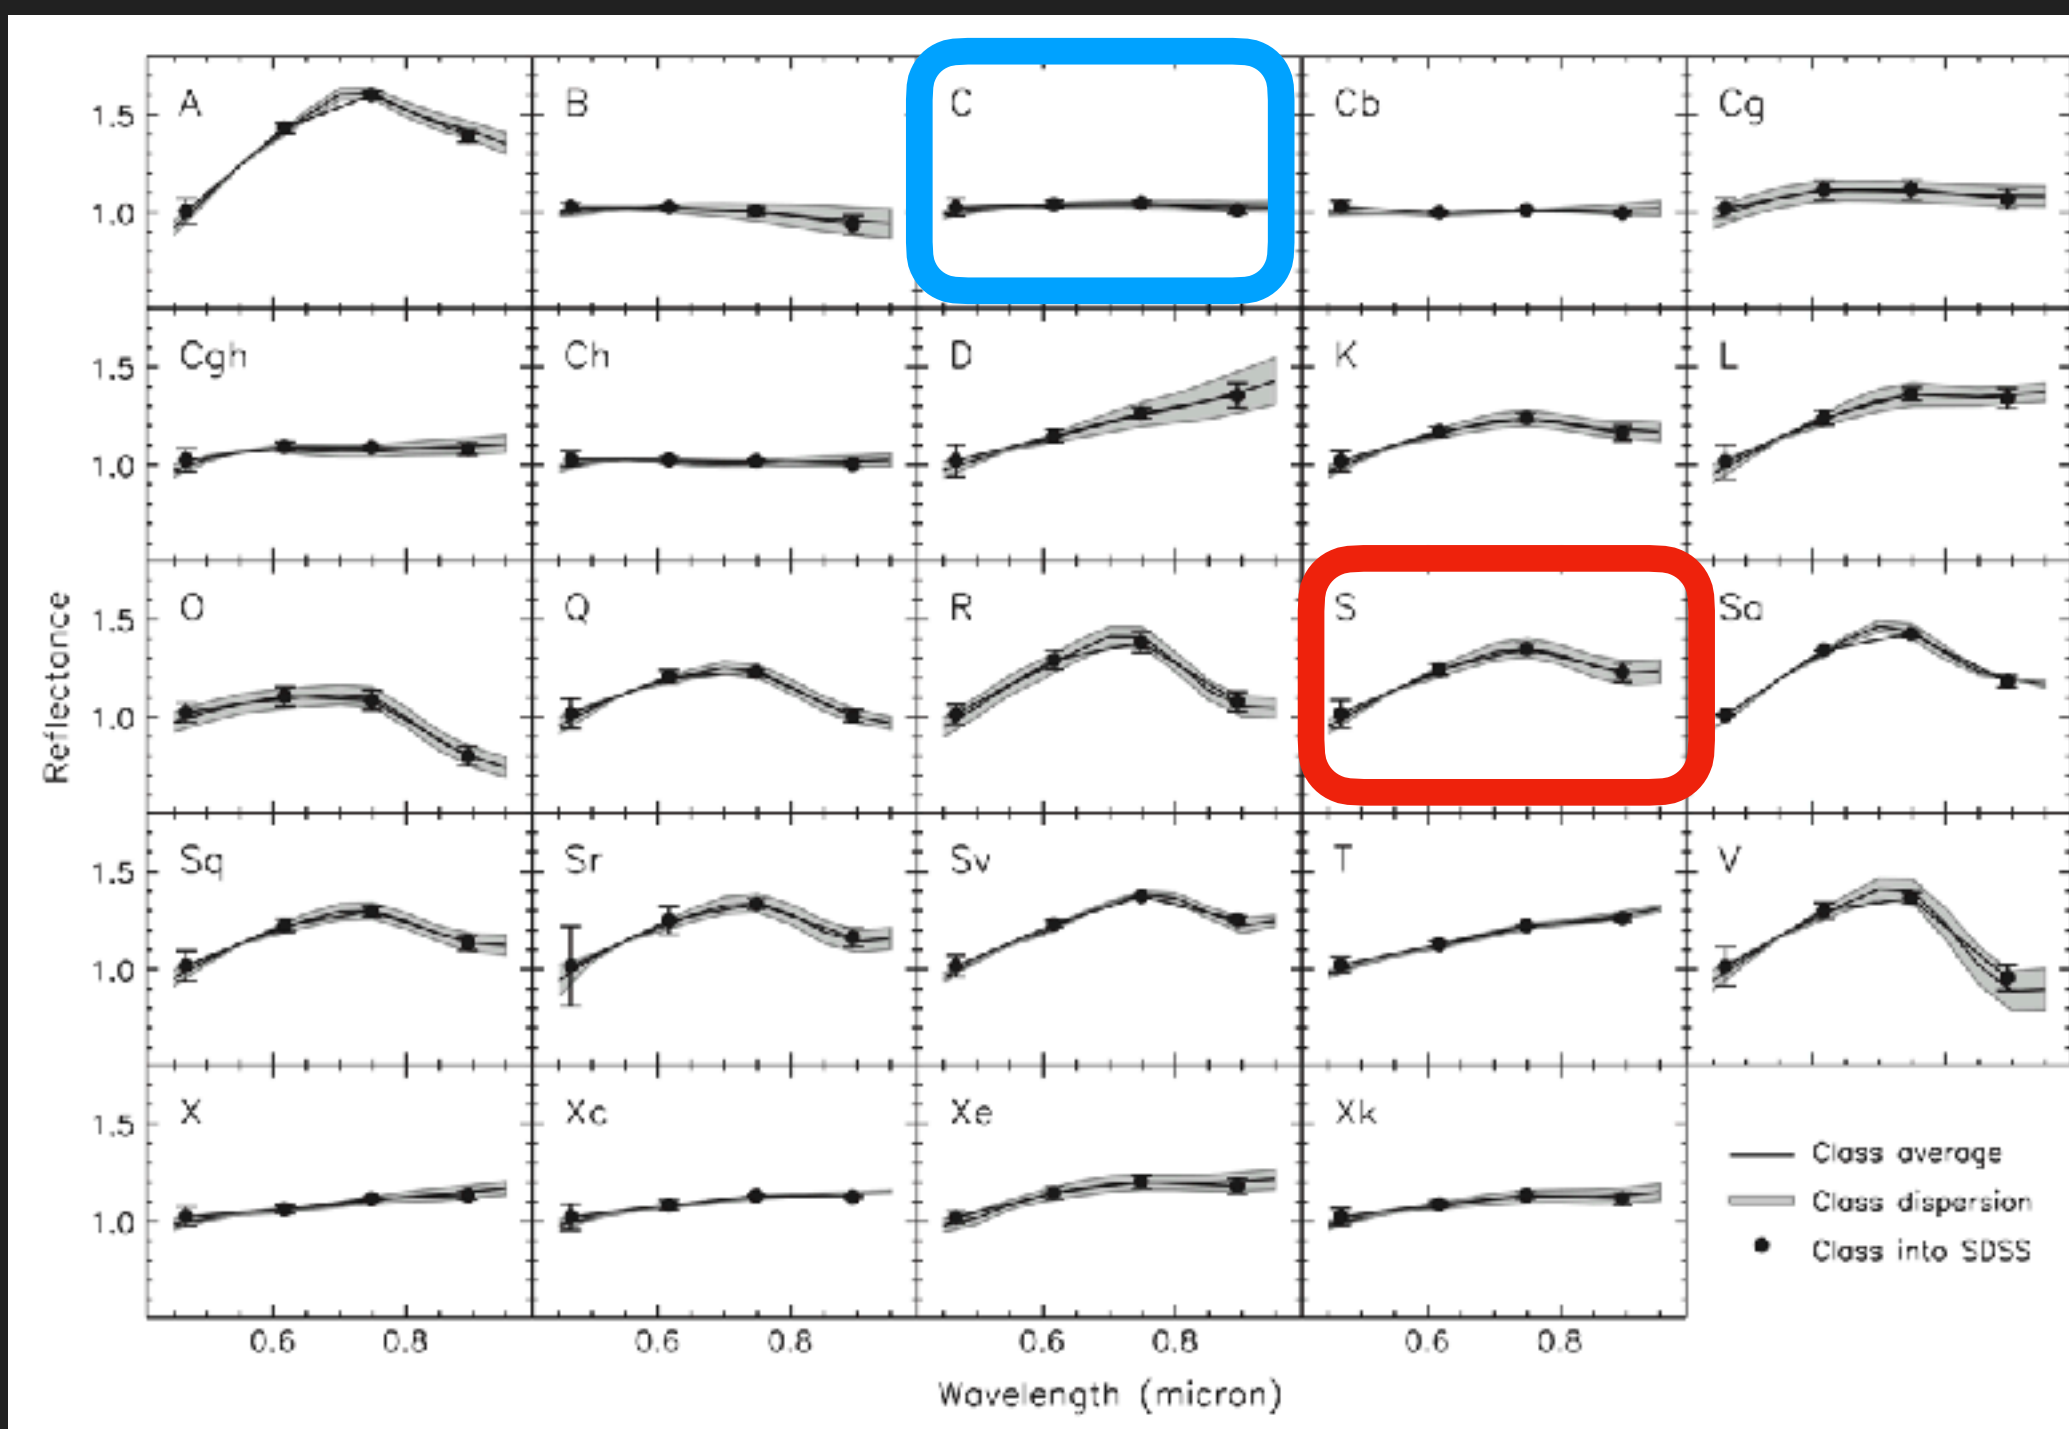 A B C Cb Cg
1.5
1.0
Cgh Ch D K L
1.5
1.0
O Q R S Sa
1.5
1.0
Sq Sr Sv T V
1.5
1.0
X Xc Xe Xk
1.5
1.0
Class average
Class dispersion
Class into SDSS
0.6 0.8 0.6 0.8 0.6 0.8 0.6 0.8
Wavelength (micron)
Reflectance